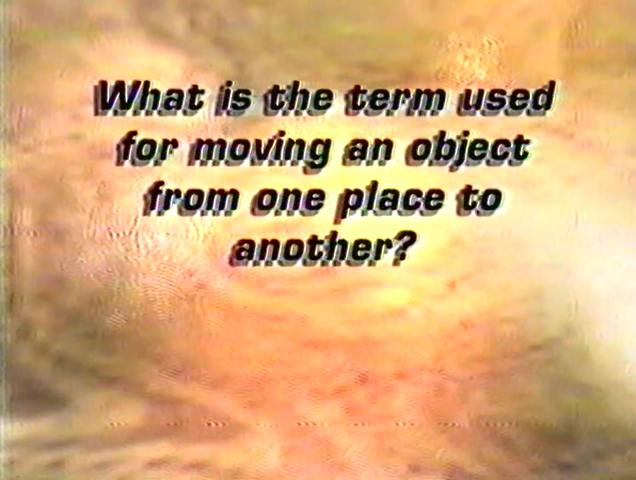 What is the term used
for moving an object
from one place to
another?